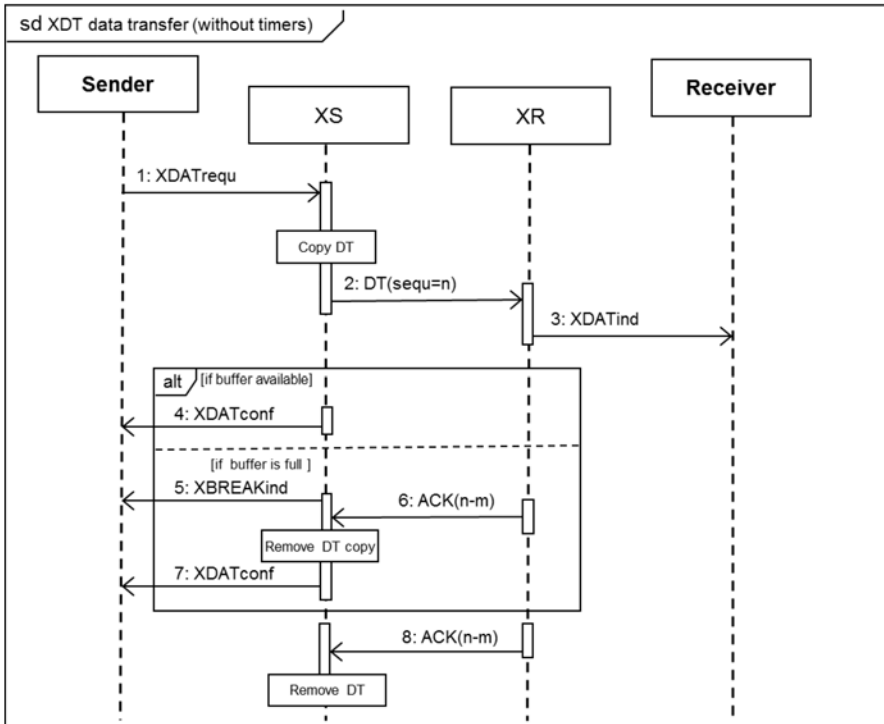 sd XDT data transfer (without timers)
Sender
XS
XR
Receiver
1: XDATrequ
Copy DT
2: DT(sequ=n)
3: XDATind
alt
[if buffer available]
4: XDATconf
[if buffer is full ]
5: XBREAKind
6: ACK(n-m)
Remove DT copy
7: XDATconf
8: ACK(n-m)
Remove DT